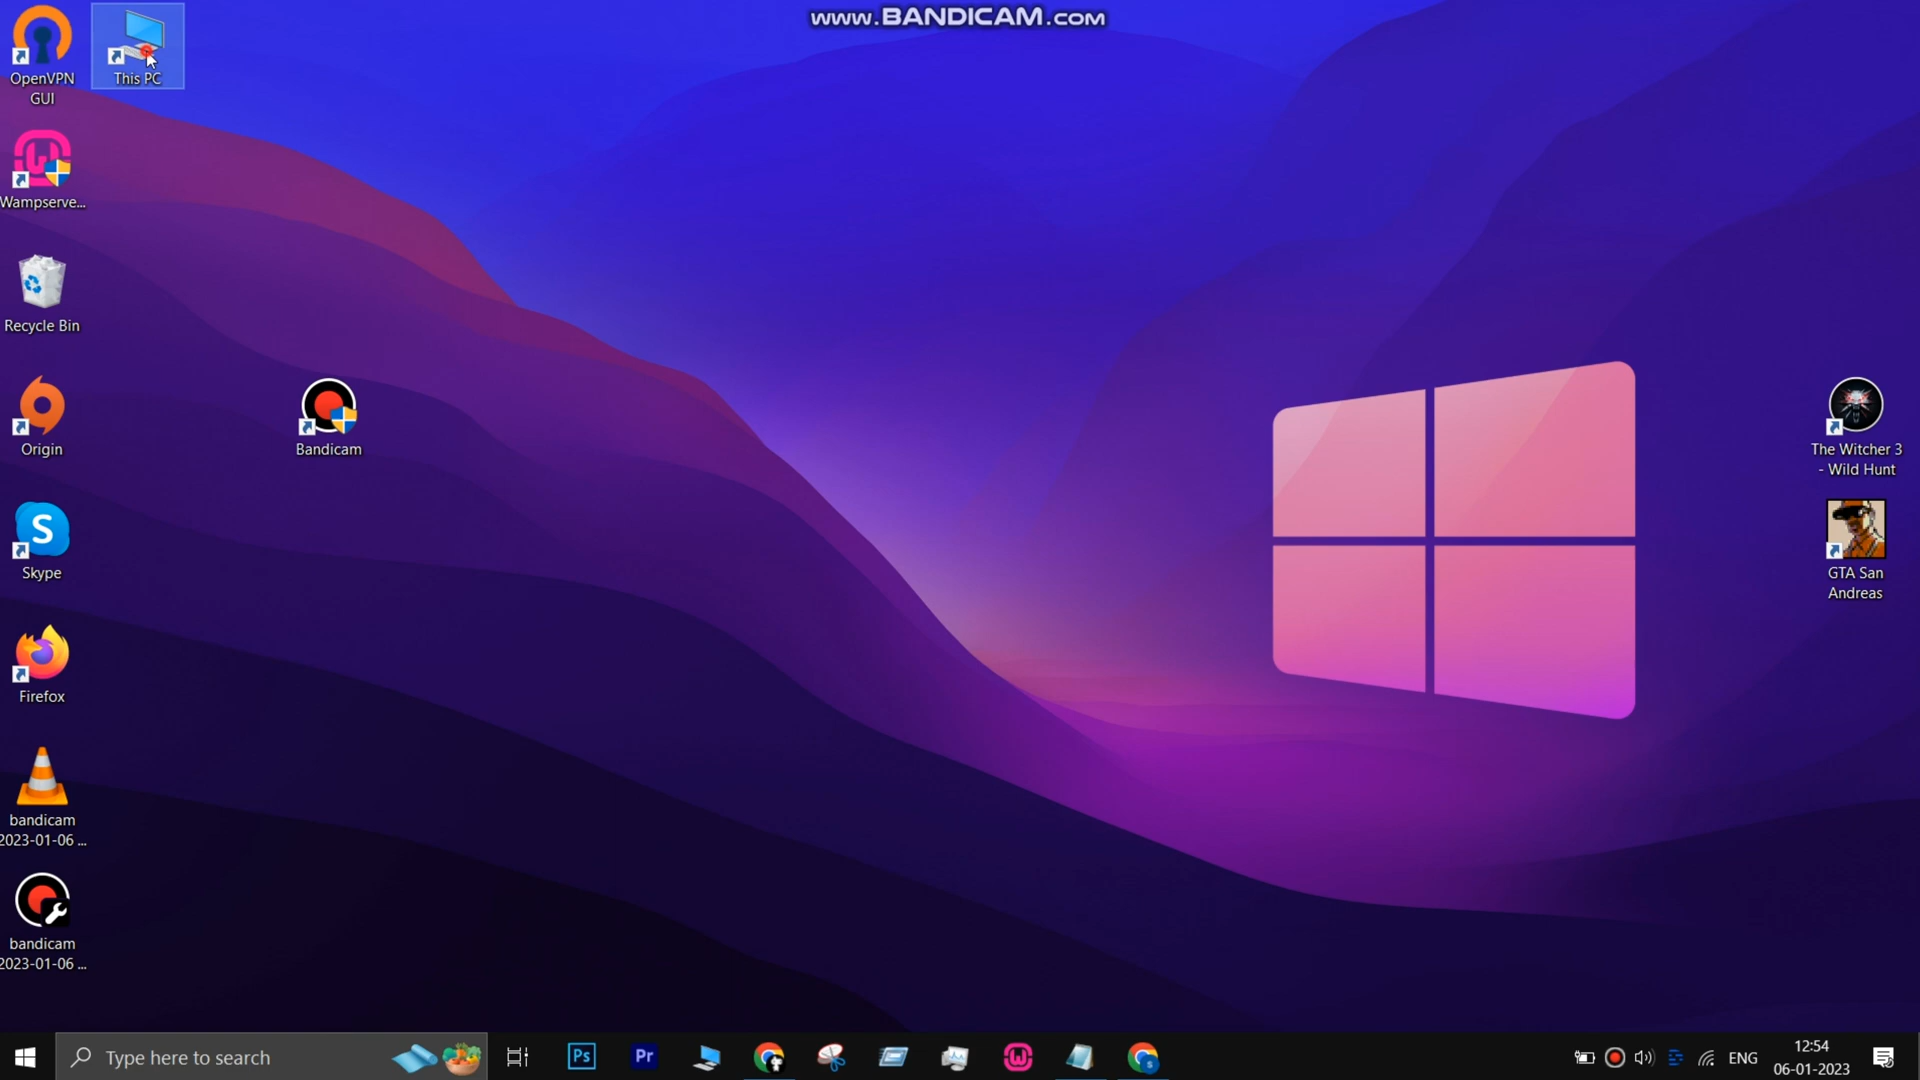 www.BANDICAM.com
OpenVPN
GUI
This PC
Wampserve...
Recycle Bin
Origin
Bandicam
Skype
Firefox
bandicam
2023-01-06 ...
bandicam
2023-01-06 ...
The Witcher 3
- Wild Hunt
GTA San
Andreas
Type here to search
Ps
Pr
ENG
12:54
06-01-2023